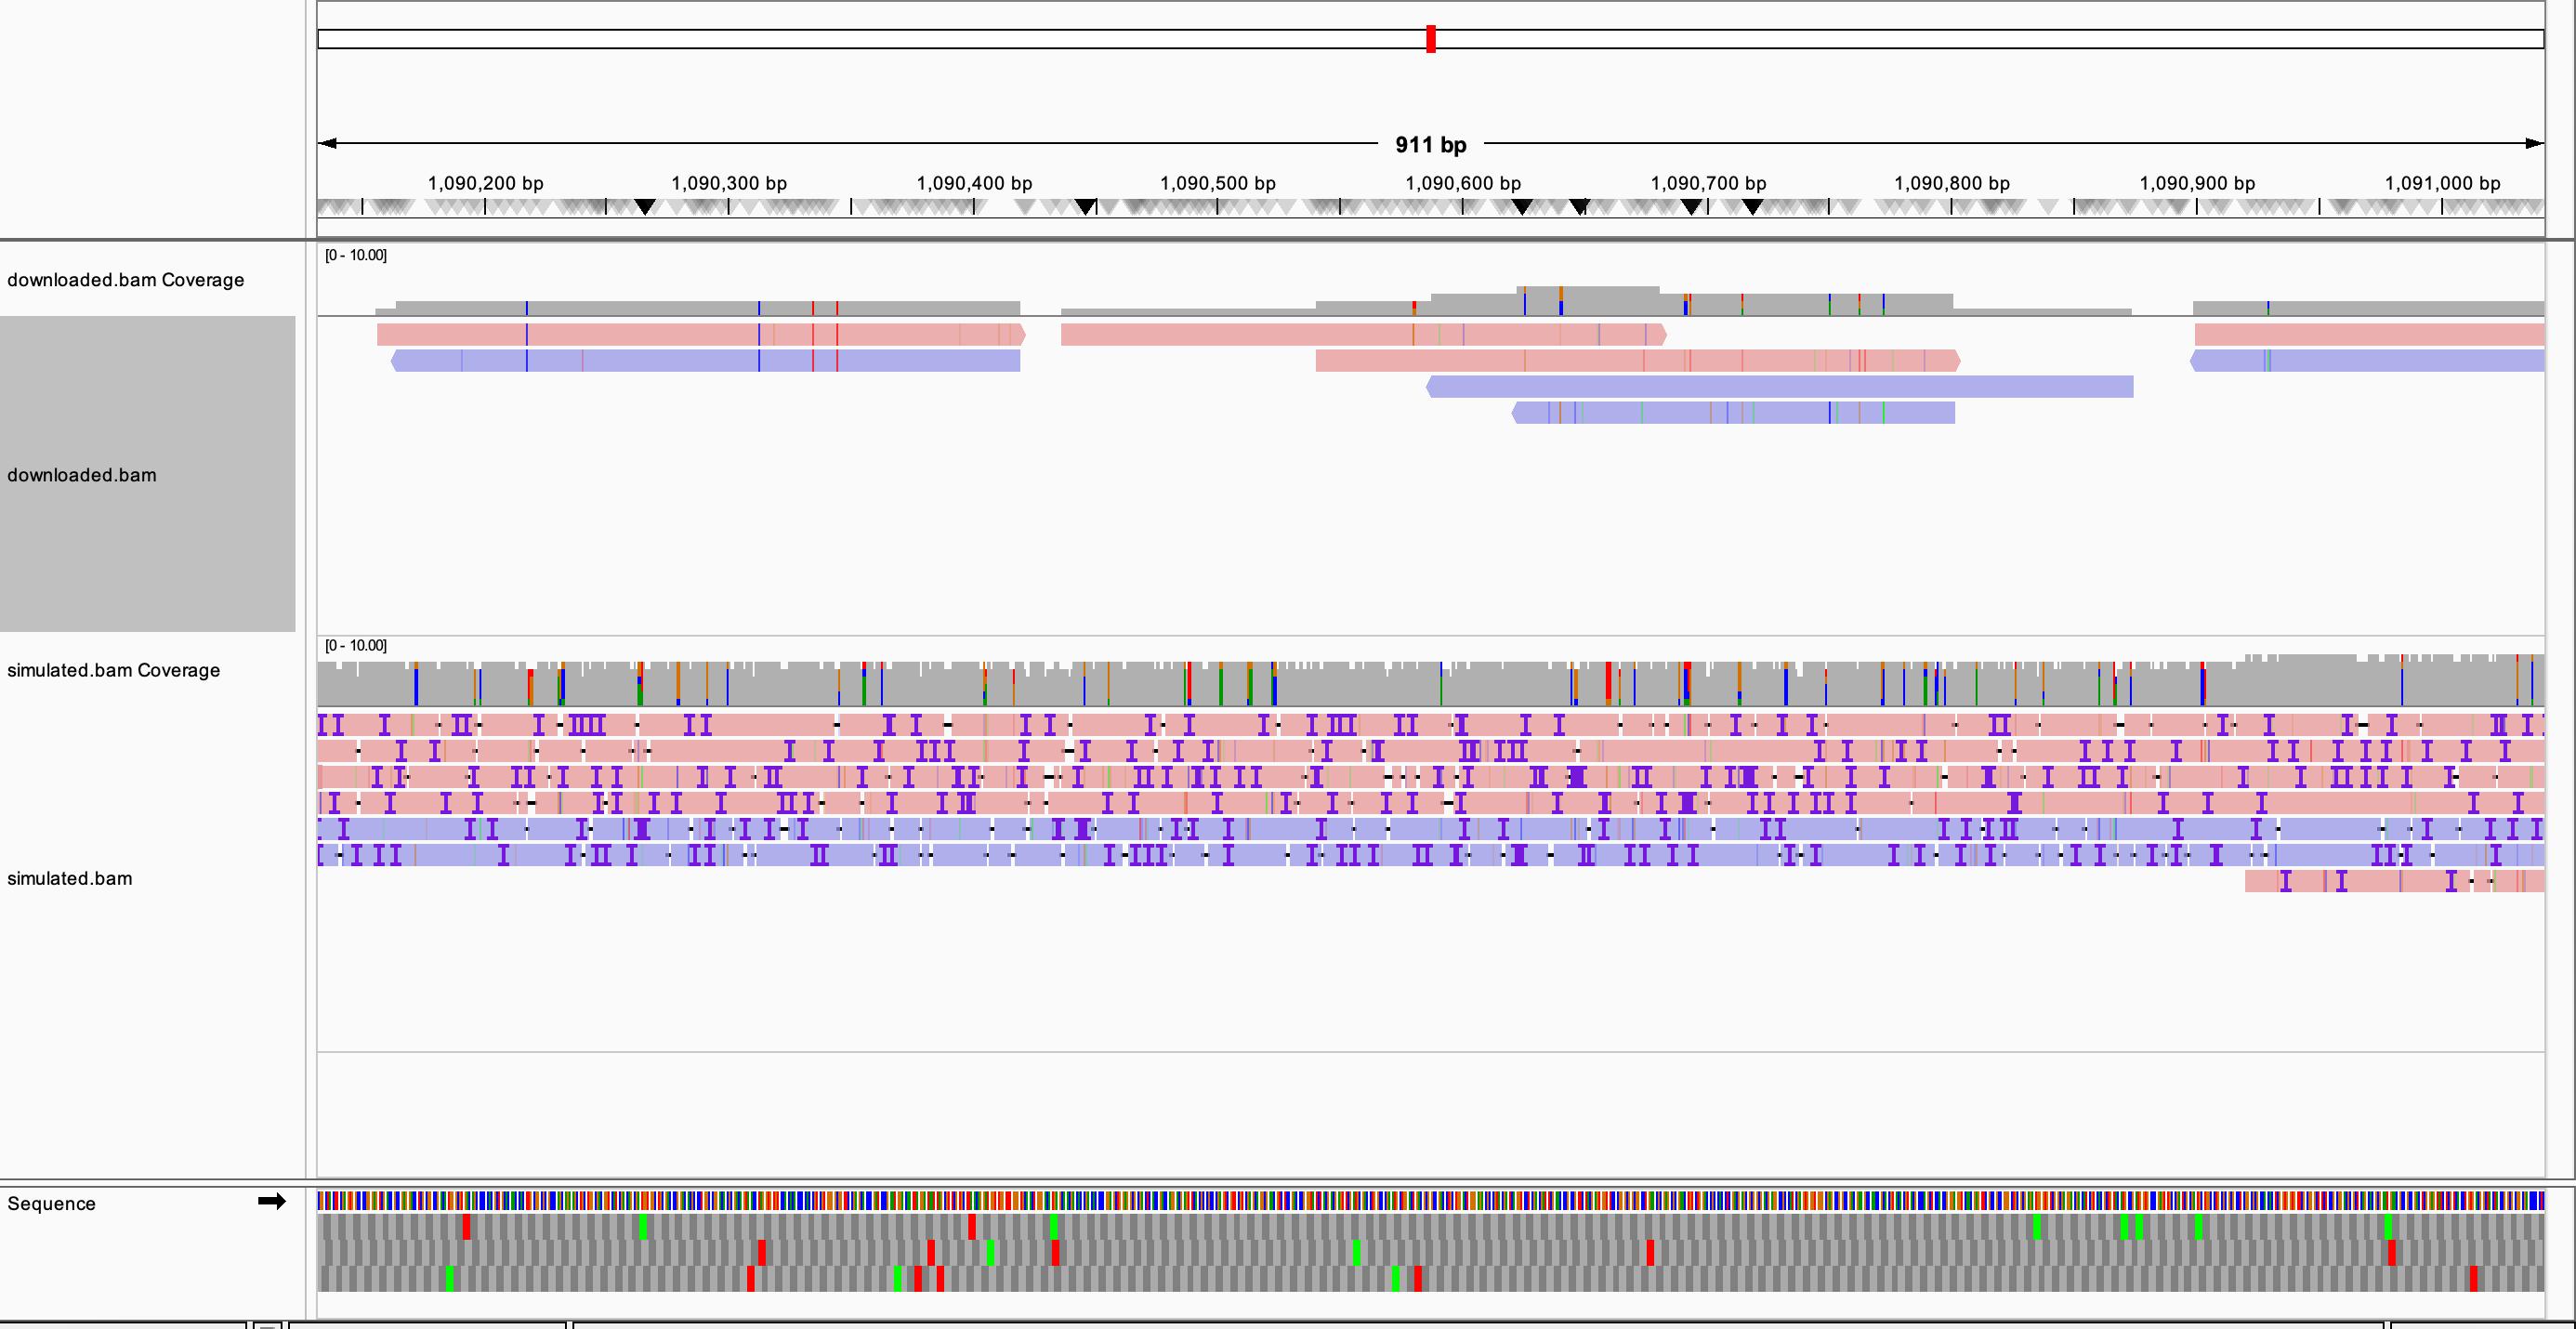 911 bp
1,090,200 bp 1,090,300 bp 1,090,400 bp 1,090,500 bp 1,090,600 bp 1,090,700 bp 1,090,800 bp 1,090,900 bp 1,091,000 bp
[0 - 10.00]
downloaded.bam Coverage
downloaded.bam
[0 - 10.00]
simulated.bam Coverage
simulated.bam
Sequence